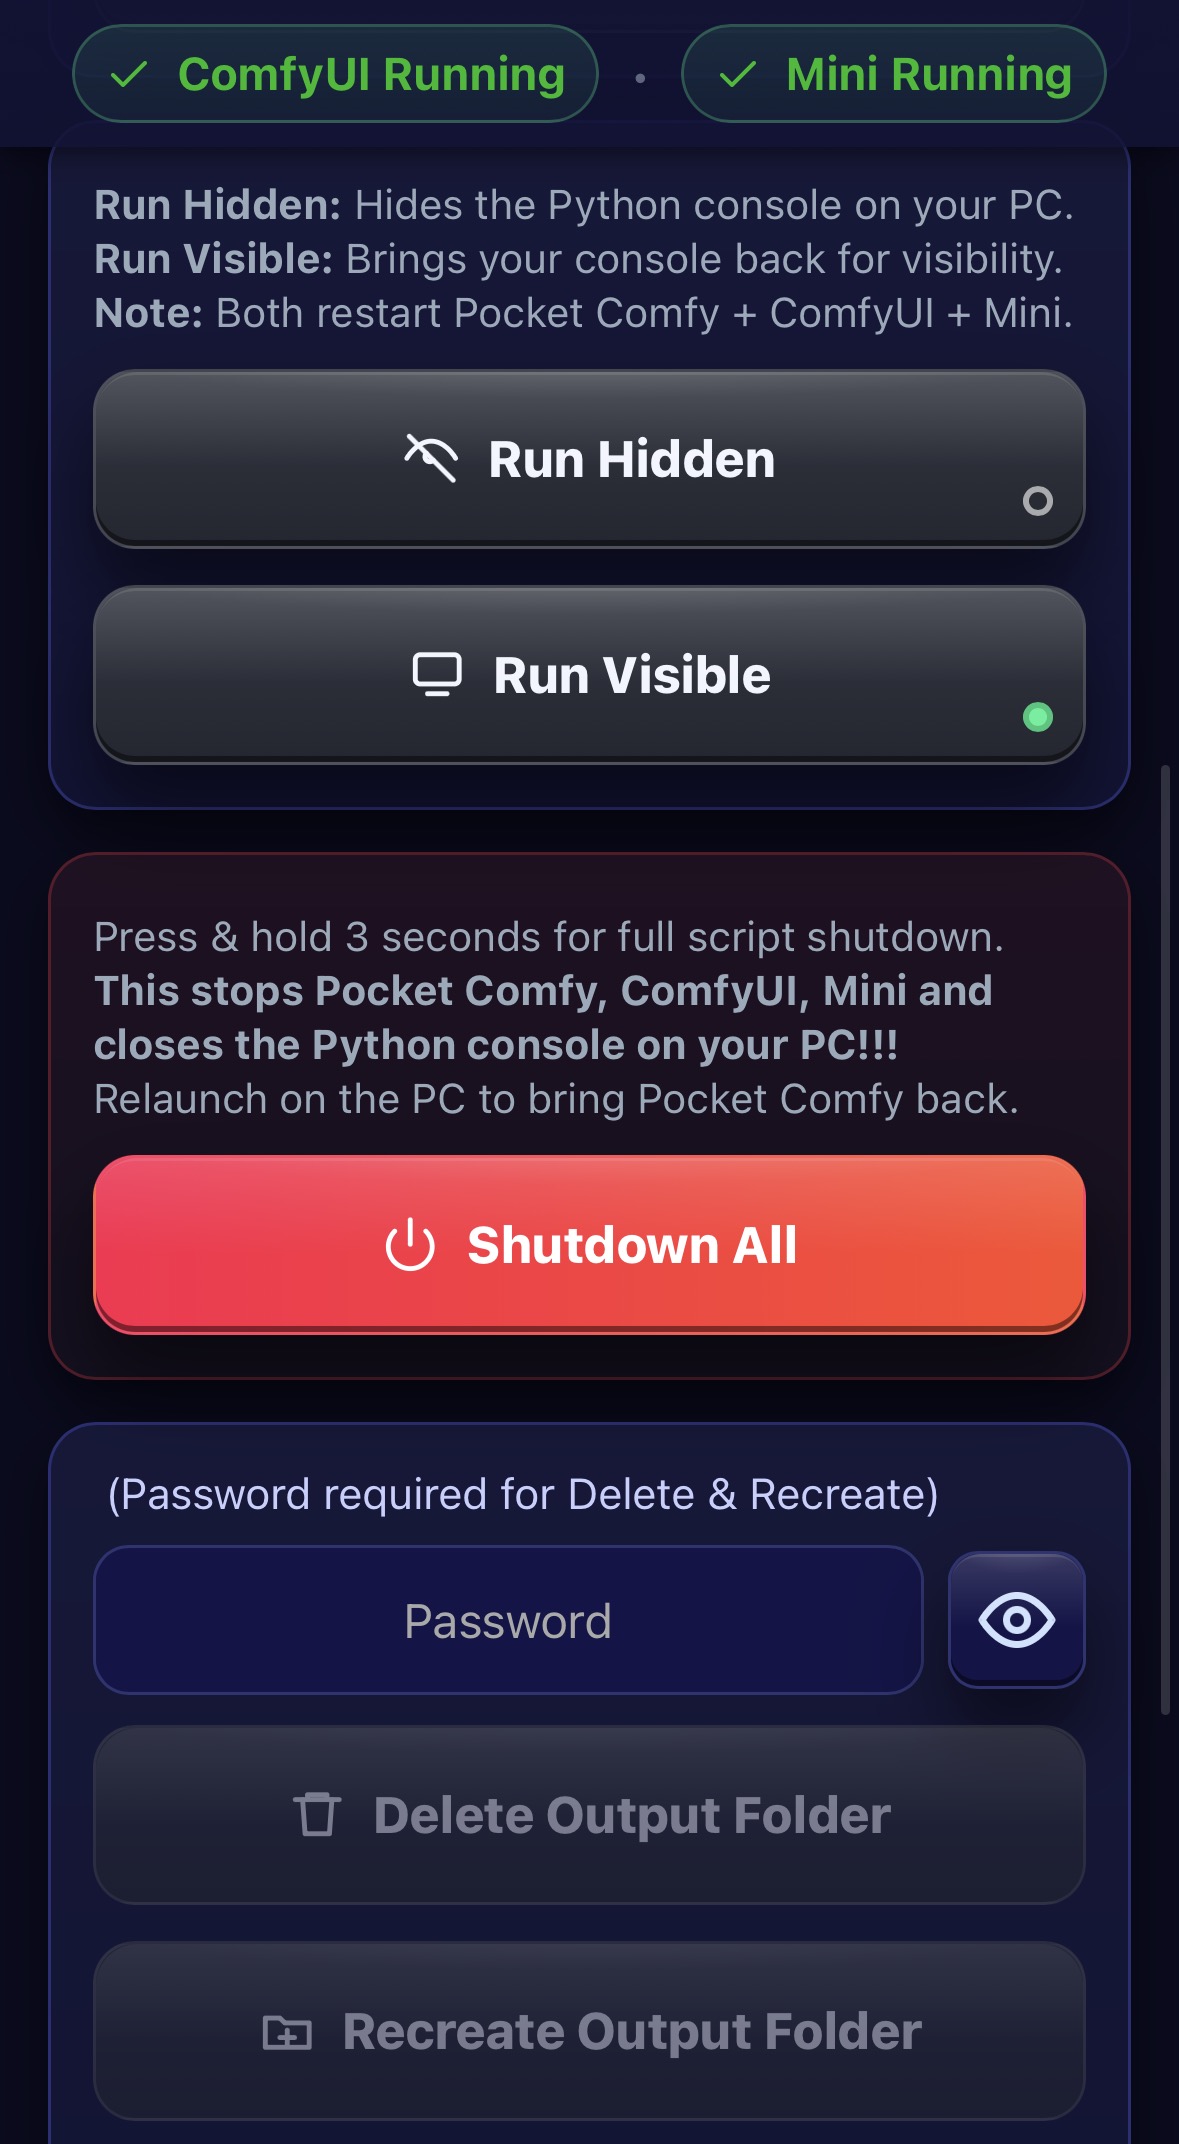 ComfyUI Running · Mini Running
Run Hidden: Hides the Python console on your PC.
Run Visible: Brings your console back for visibility.
Note: Both restart Pocket Comfy + ComfyUI + Mini.
Run Hidden
Run Visible
Press & hold 3 seconds for full script shutdown.
This stops Pocket Comfy, ComfyUI, Mini and
closes the Python console on your PC!!!
Relaunch on the PC to bring Pocket Comfy back.
Shutdown All
(Password required for Delete & Recreate)
Password
Delete Output Folder
Recreate Output Folder